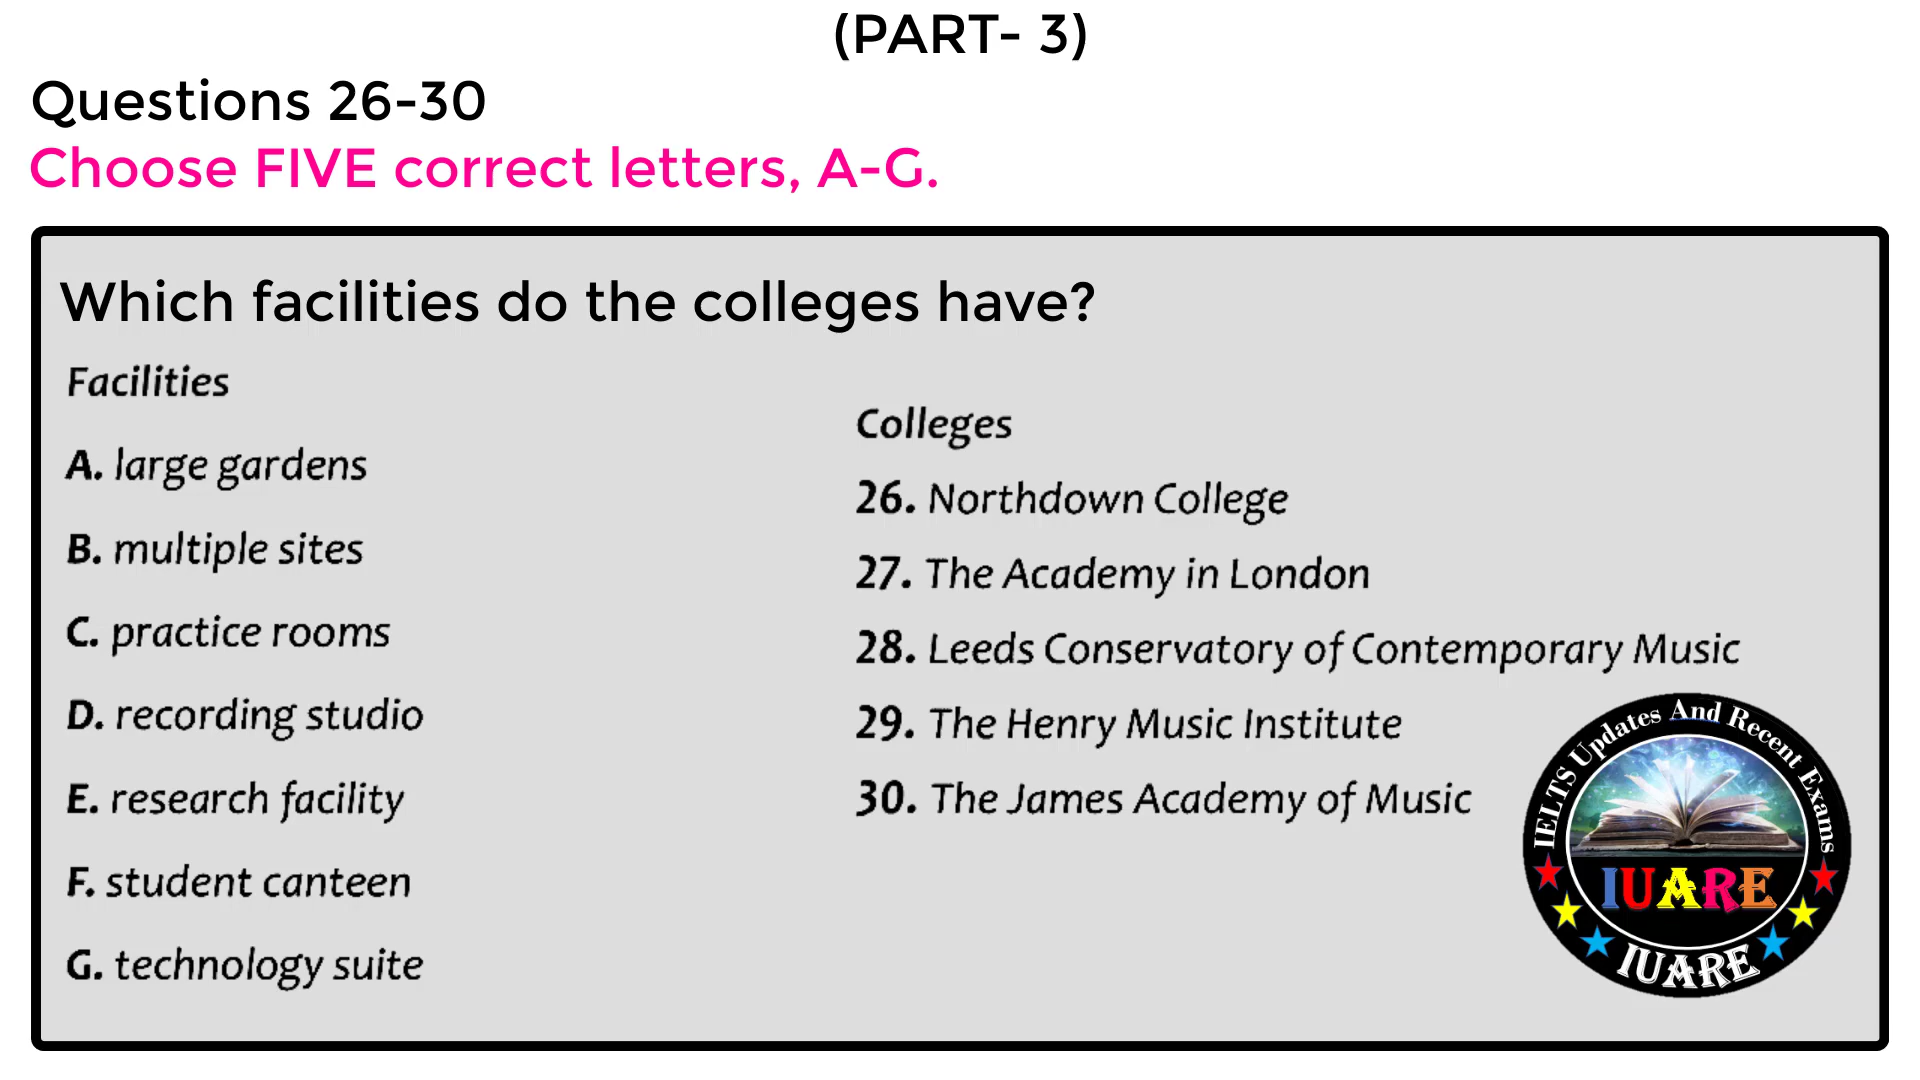 (PART- 3)
Questions 26-30
Choose FIVE correct letters, A-G.
Which facilities do the colleges have?
Facilities
A. large gardens
B. multiple sites
C. practice rooms
D. recording studio
E. research facility
F. student canteen
G. technology suite
Colleges
26. Northdown College
27. The Academy in London
28. Leeds Conservatory of Contemporary Music
29. The Henry Music Institute
30. The James Academy of Music
IELTS Updates And Recent Exams
IUARE
IUARE